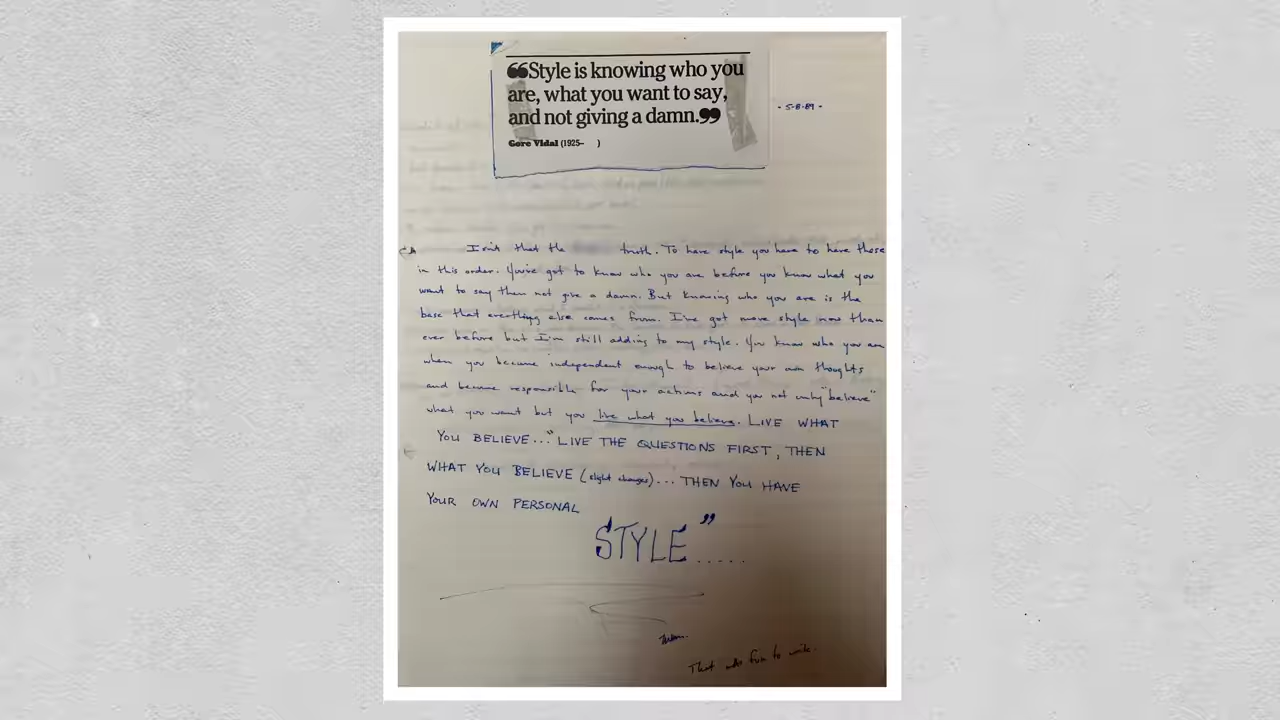 “Style is knowing who you
are, what you want to say,
and not giving a damn.”
Gore Vidal (1925– )
- 5-8-89 -
Isn't that the truth. To have style you have to have those
in this order. You've got to know who you are before you know what you
want to say then not give a damn. But knowing who you are is the
base that everthing else comes from. I've got more style now than
ever before but I'm still adding to my style. You know who you are
when you become independent enough to believe your own thoughts
and become responsible for your actions and you not only "believe"
what you want but you live what you believe. LIVE WHAT
YOU BELIEVE... "LIVE THE QUESTIONS FIRST, THEN
WHAT YOU BELIEVE (slight changes)... THEN YOU HAVE
YOUR OWN PERSONAL
STYLE".....
That was fun to write.